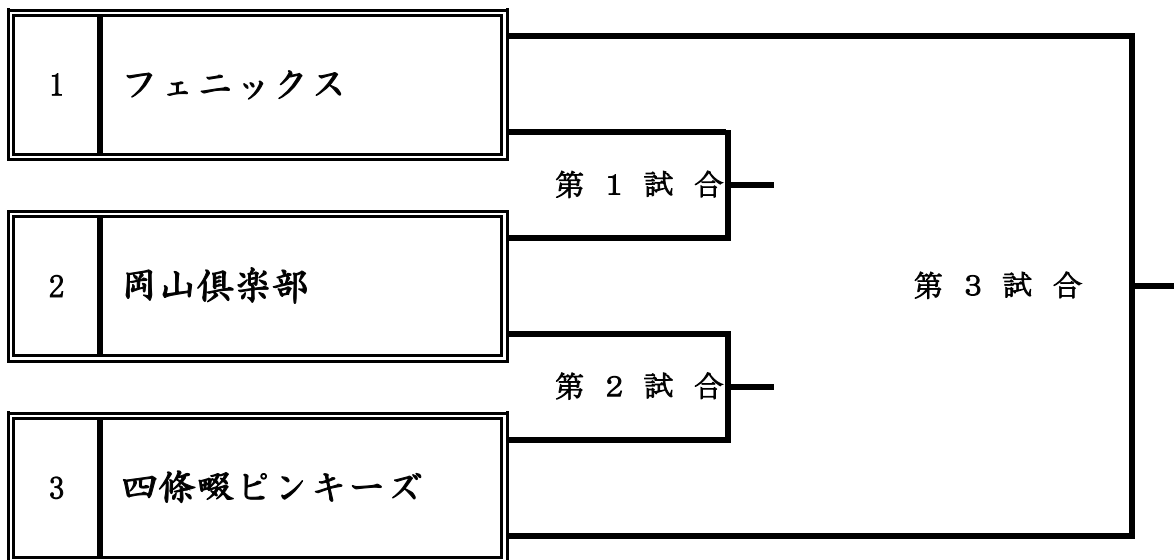 1 フェニックス
第 1 試 合
2 岡山倶楽部
第 3 試 合
第 2 試 合
3 四條畷ピンキーズ